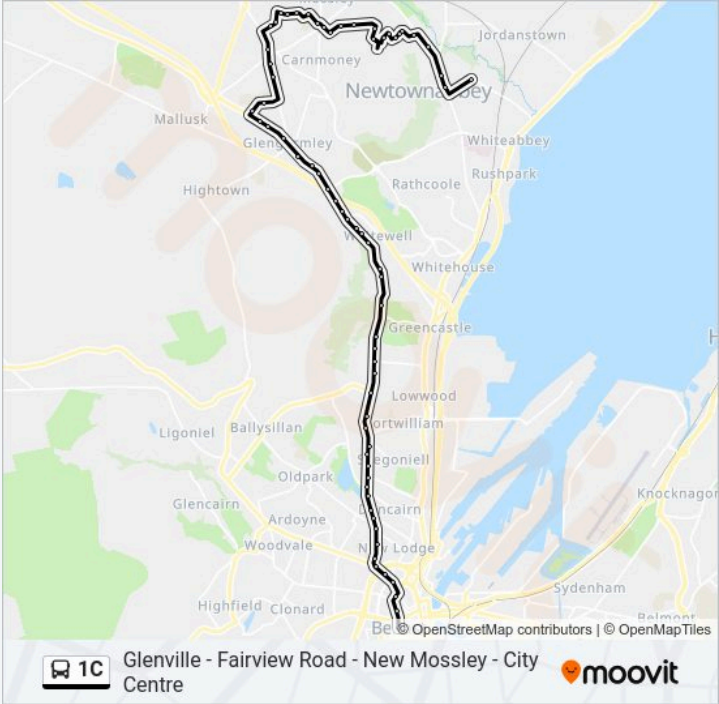 Jordanstown
Carnmoney
Newtownabbey
Mallusk
Glengormley
Whiteabbey
Rushpark
Hightown
Rathcoole
Whitewell
Whitehouse
Greencastle
H
Lowwood
Ligoniel
Ballysillan
Fortwilliam
Skegoniell
Oldpark
Knocknagor
Glencairn
Duncairn
Ardoyne
Woodvale
New Lodge
Sydenham
Highfield
Clonard
Belmont
Be
© OpenStreetMap contributors | © OpenMapTiles
1C
Glenville - Fairview Road - New Mossley - City
Centre
moovit